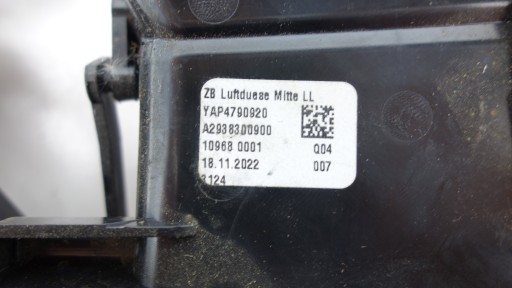 ZB Luftduese Mitte LL
YAP4790920
A2938300900
10968 0001 Q04
18.11.2022 007
3124